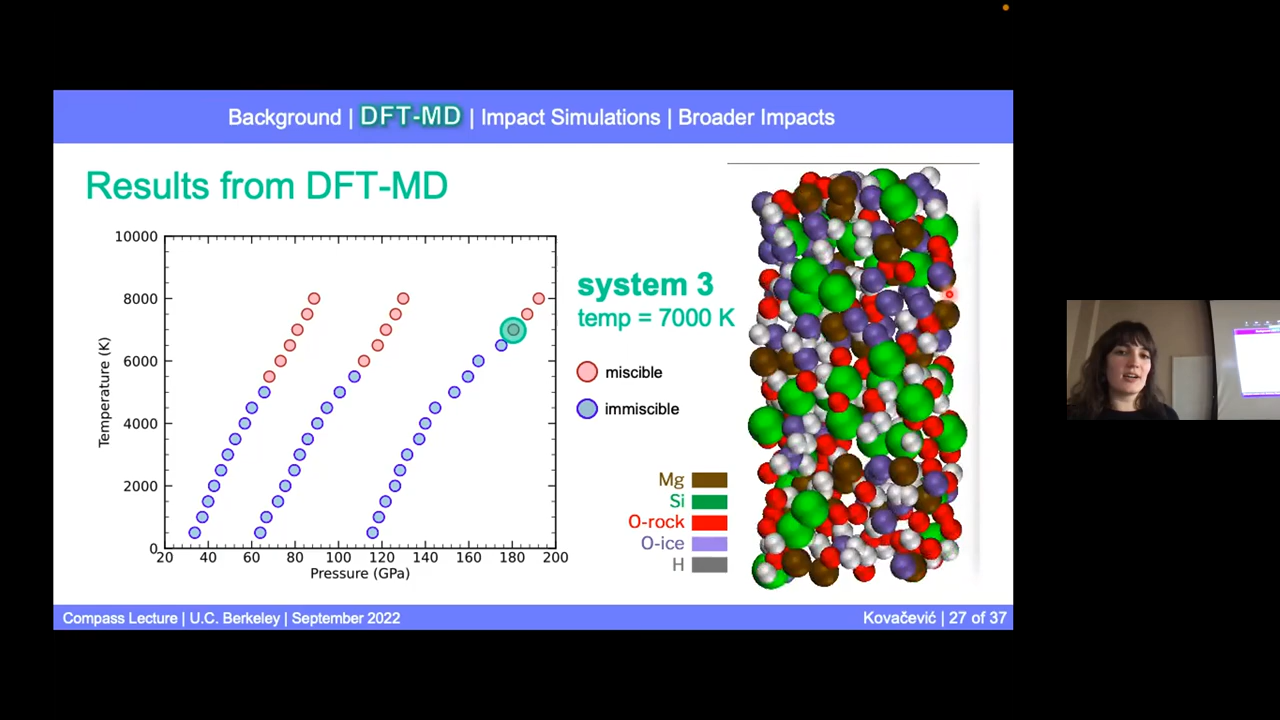 Background | DFT-MD | Impact Simulations | Broader Impacts
Results from DFT-MD
10000
8000
6000
4000
2000
0
Temperature (K)
20 40 60 80 100 120 140 160 180 200
Pressure (GPa)
system 3
temp = 7000 K
miscible
immiscible
Mg
Si
O-rock
O-ice
H
Compass Lecture | U.C. Berkeley | September 2022
Kovačević | 27 of 37